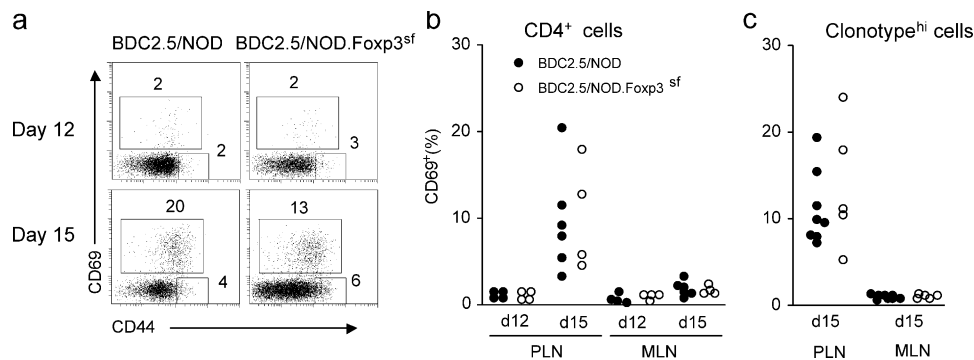 a
BDC2.5/NOD BDC2.5/NOD.Foxp3sf
Day 12
2
2
2
3
Day 15
20
4
13
6
CD69
CD44
b
CD4+ cells
BDC2.5/NOD
BDC2.5/NOD.Foxp3 sf
CD69+(%)
30
20
10
0
d12 d15 d12 d15
PLN MLN
c
Clonotypehi cells
30
20
10
0
d15 d15
PLN MLN